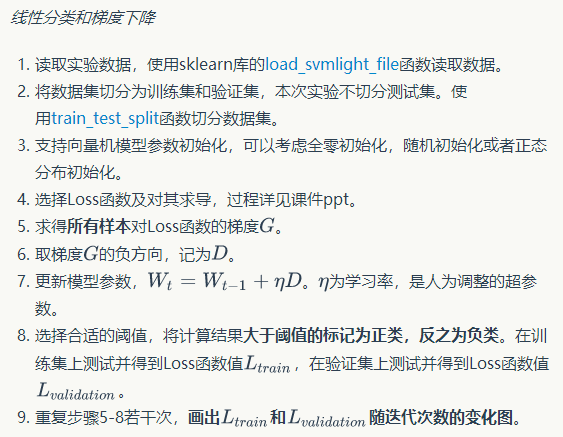 线性分类和梯度下降
1. 读取实验数据，使用sklearn库的load_svmlight_file函数读取数据。
2. 将数据集切分为训练集和验证集，本次实验不切分测试集。使
用train_test_split函数切分数据集。
3. 支持向量机模型参数初始化，可以考虑全零初始化，随机初始化或者正态
分布初始化。
4. 选择Loss函数及对其求导，过程详见课件ppt。
5. 求得所有样本对Loss函数的梯度G。
6. 取梯度G的负方向，记为D。
7. 更新模型参数，W_t = W_{t-1} + ηD。η为学习率，是人为调整的超参
数。
8. 选择合适的阈值，将计算结果大于阈值的标记为正类，反之为负类。在训
练集上测试并得到Loss函数值L_{train}，在验证集上测试并得到Loss函数值
L_{validation}。
9. 重复步骤5-8若干次，画出L_{train}和L_{validation}随迭代次数的变化图。